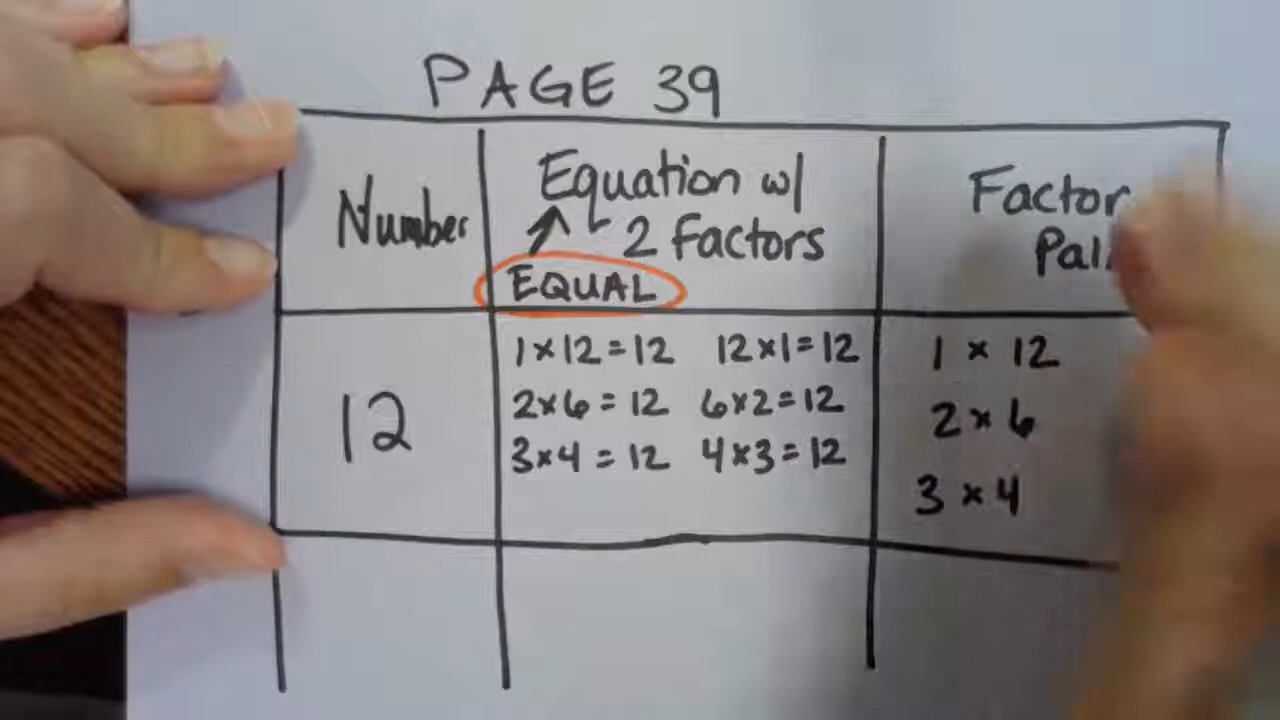 PAGE 39
Number
Equation w/
2 Factors
EQUAL
Factor
12
1 x 12 = 12 12 x 1 = 12
2 x 6 = 12 6 x 2 = 12
3 x 4 = 12 4 x 3 = 12
1 x 12
2 x 6
3 x 4